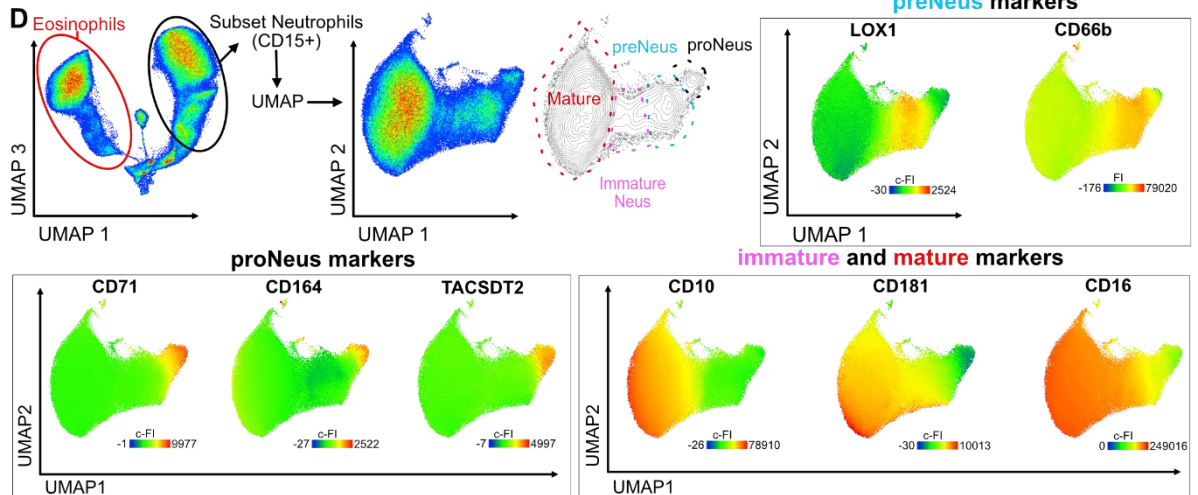 D
Eosinophils
Subset Neutrophils
(CD15+)
UMAP
UMAP 3
UMAP 1
UMAP 2
UMAP 1
preNeus
proNeus
Mature
Immature
Neus
preNeus markers
LOX1
CD66b
UMAP 2
c-FI
-30 2524
FI
-176 79020
UMAP 1
proNeus markers
CD71
CD164
TACSDT2
UMAP2
c-FI
-1 9977
c-FI
-27 2522
c-FI
-7 4997
UMAP1
immature and mature markers
CD10
CD181
CD16
UMAP2
c-FI
-26 78910
c-FI
-30 10013
c-FI
0 249016
UMAP1